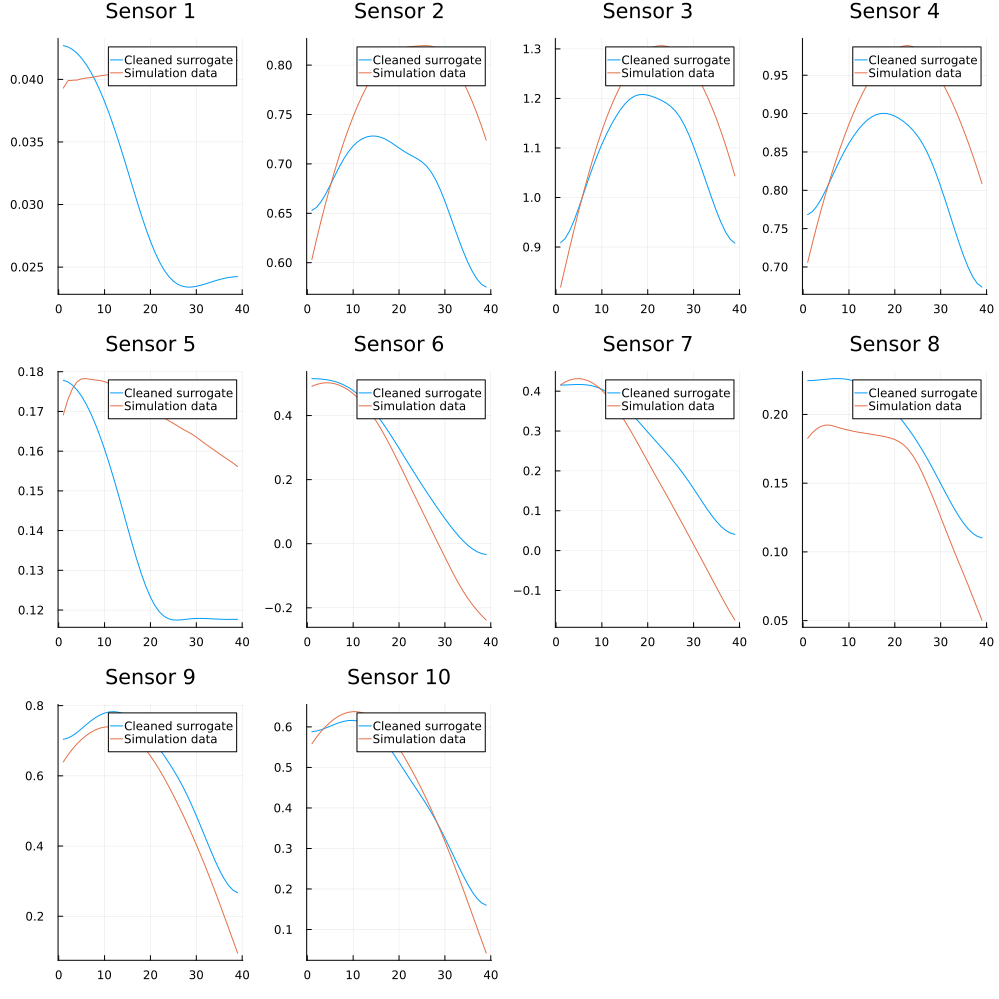 Sensor 1
Sensor 2
Sensor 3
Sensor 4
Cleaned surrogate
Simulation data
0.040
0.035
0.030
0.025
0 10 20 30 40
Cleaned surrogate
Simulation data
0.80
0.75
0.70
0.65
0.60
0 10 20 30 40
Cleaned surrogate
Simulation data
1.3
1.2
1.1
1.0
0.9
0 10 20 30 40
Cleaned surrogate
Simulation data
0.95
0.90
0.85
0.80
0.75
0.70
0 10 20 30 40
Sensor 5
Sensor 6
Sensor 7
Sensor 8
Cleaned surrogate
Simulation data
0.18
0.17
0.16
0.15
0.14
0.13
0.12
0 10 20 30 40
Cleaned surrogate
Simulation data
0.4
0.2
0.0
−0.2
0 10 20 30 40
Cleaned surrogate
Simulation data
0.4
0.3
0.2
0.1
0.0
−0.1
0 10 20 30 40
Cleaned surrogate
Simulation data
0.20
0.15
0.10
0.05
0 10 20 30 40
Sensor 9
Sensor 10
Cleaned surrogate
Simulation data
0.8
0.6
0.4
0.2
0 10 20 30 40
Cleaned surrogate
Simulation data
0.6
0.5
0.4
0.3
0.2
0.1
0 10 20 30 40